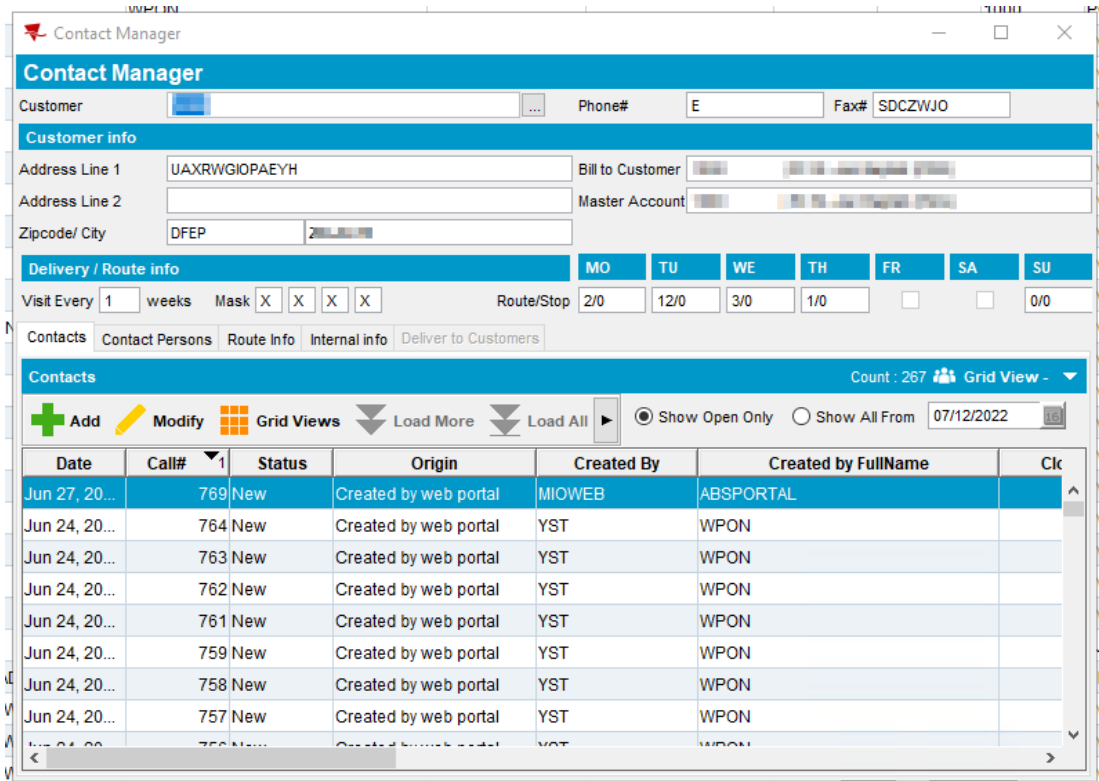 WPON 1000
Contact Manager
Contact Manager
Customer ... Phone# E Fax# SDCZWJO
Customer info
Address Line 1 UAXRWGIOPAEYH Bill to Customer
Address Line 2 Master Account
Zipcode/ City DFEP
Delivery / Route info MO TU WE TH FR SA SU
Visit Every 1 weeks Mask X X X X Route/Stop 2/0 12/0 3/0 1/0 0/0
Contacts Contact Persons Route Info Internal info Deliver to Customers
Contacts Count : 267 Grid View -
Add Modify Grid Views Load More Load All Show Open Only Show All From 07/12/2022 16
Date Call# 1 Status Origin Created By Created by FullName Clo
Jun 27, 20... 769 New Created by web portal MIOWEB ABSPORTAL
Jun 24, 20... 764 New Created by web portal YST WPON
Jun 24, 20... 763 New Created by web portal YST WPON
Jun 24, 20... 762 New Created by web portal YST WPON
Jun 24, 20... 761 New Created by web portal YST WPON
Jun 24, 20... 759 New Created by web portal YST WPON
Jun 24, 20... 758 New Created by web portal YST WPON
Jun 24, 20... 757 New Created by web portal YST WPON